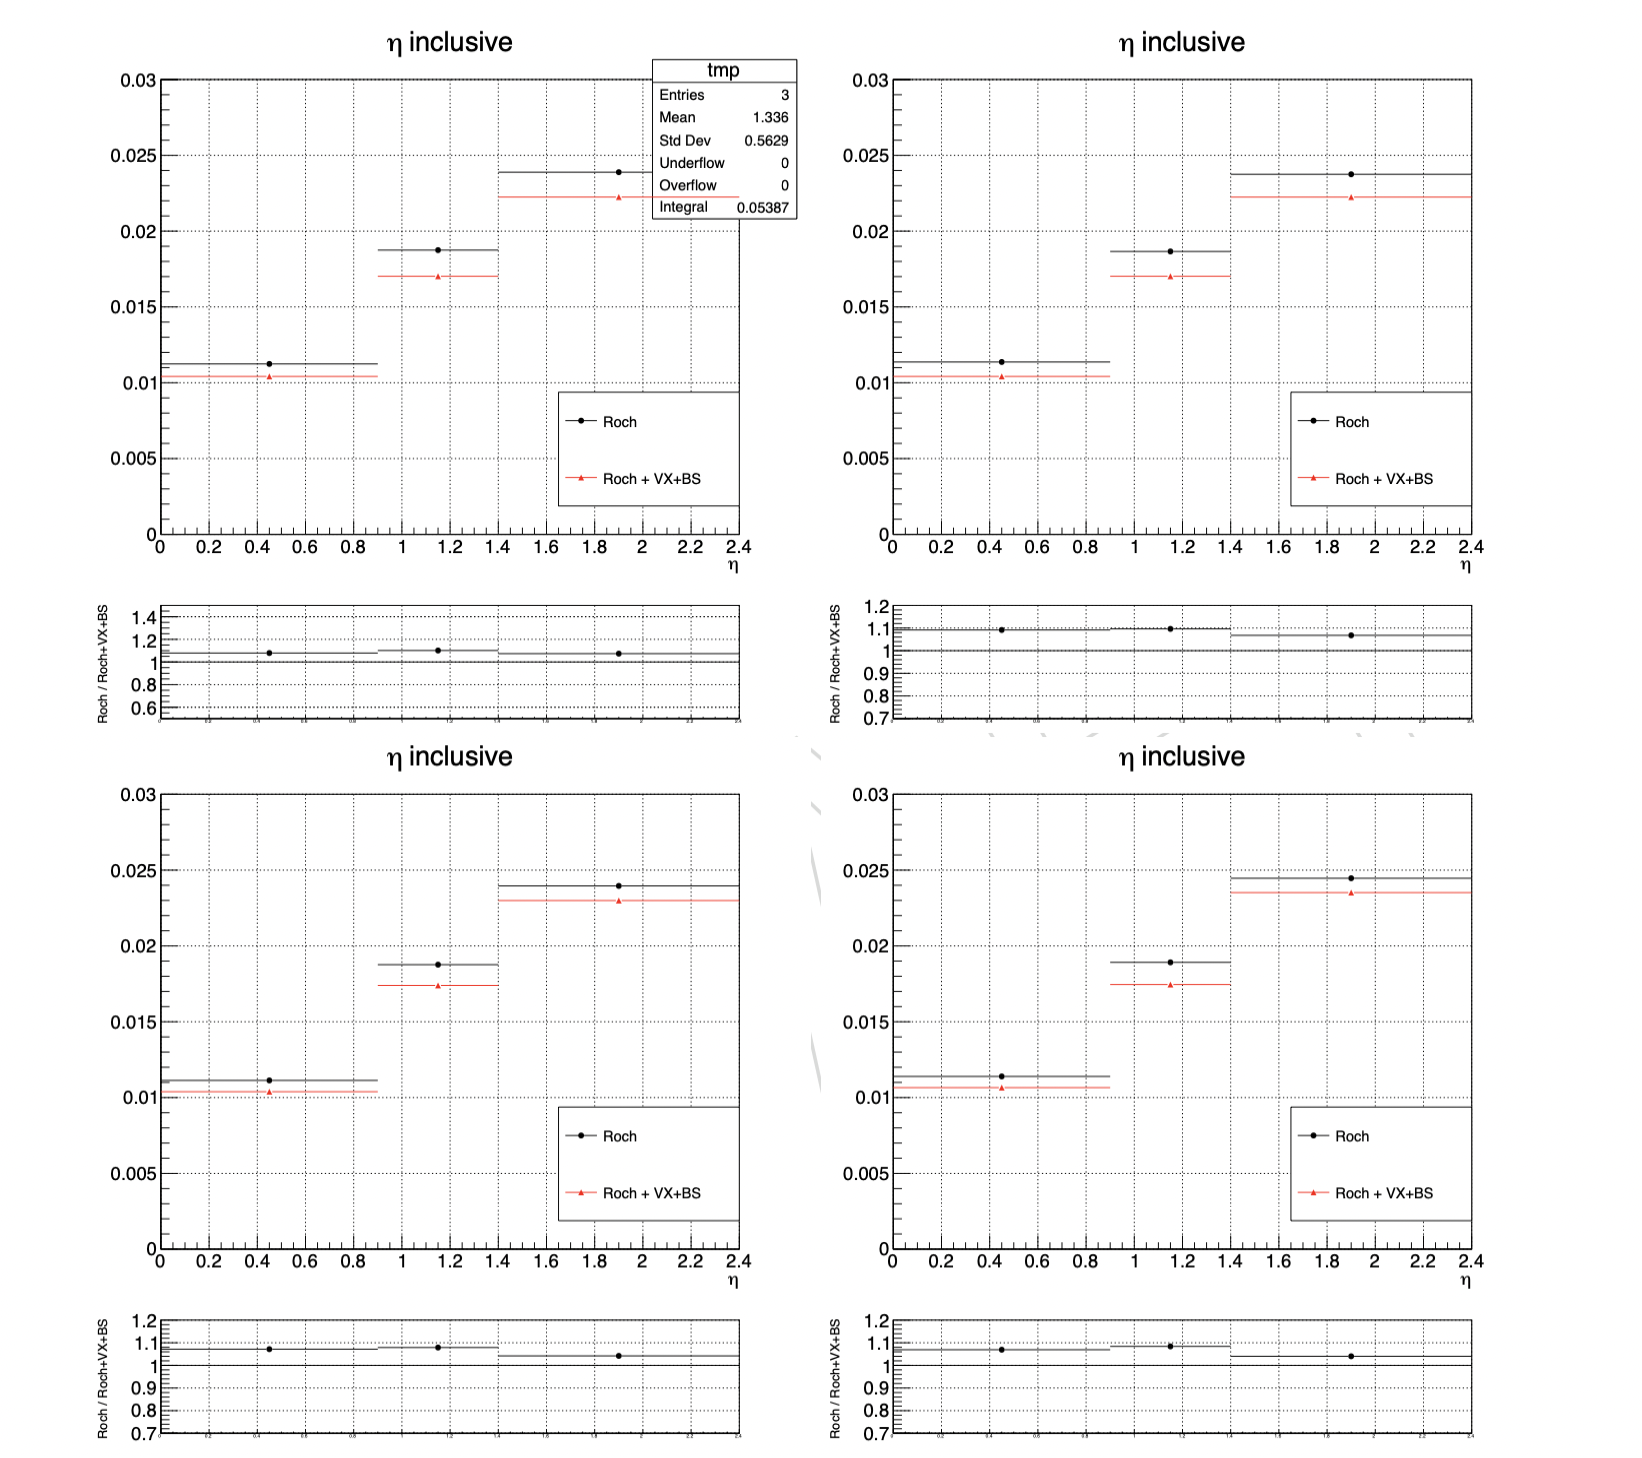 η inclusive
tmp
Entries 3
Mean 1.336
Std Dev 0.5629
Underflow 0
Overflow 0
Integral 0.05387
0.03
0.025
0.02
0.015
0.01
0.005
0
0 0.2 0.4 0.6 0.8 1 1.2 1.4 1.6 1.8 2 2.2 2.4
η
Roch
Roch + VX+BS
Roch / Roch+VX+BS
1.4
1.2
1
0.8
0.6
η inclusive
0.03
0.025
0.02
0.015
0.01
0.005
0
0 0.2 0.4 0.6 0.8 1 1.2 1.4 1.6 1.8 2 2.2 2.4
η
Roch
Roch + VX+BS
Roch / Roch+VX+BS
1.2
1.1
1
0.9
0.8
0.7
η inclusive
0.03
0.025
0.02
0.015
0.01
0.005
0
0 0.2 0.4 0.6 0.8 1 1.2 1.4 1.6 1.8 2 2.2 2.4
η
Roch
Roch + VX+BS
Roch / Roch+VX+BS
1.2
1.1
1
0.9
0.8
0.7
η inclusive
0.03
0.025
0.02
0.015
0.01
0.005
0
0 0.2 0.4 0.6 0.8 1 1.2 1.4 1.6 1.8 2 2.2 2.4
η
Roch
Roch + VX+BS
Roch / Roch+VX+BS
1.2
1.1
1
0.9
0.8
0.7